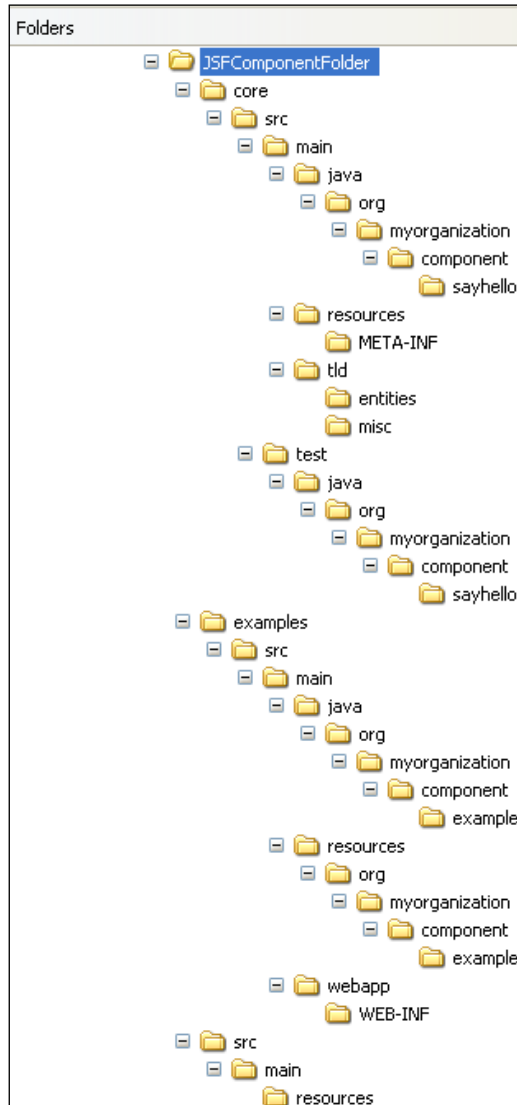 Folders
JSFComponentFolder
core
src
main
java
org
myorganization
component
sayhello
resources
META-INF
tld
entities
misc
test
java
org
myorganization
component
sayhello
examples
src
main
java
org
myorganization
component
example
resources
org
myorganization
component
example
webapp
WEB-INF
src
main
resources